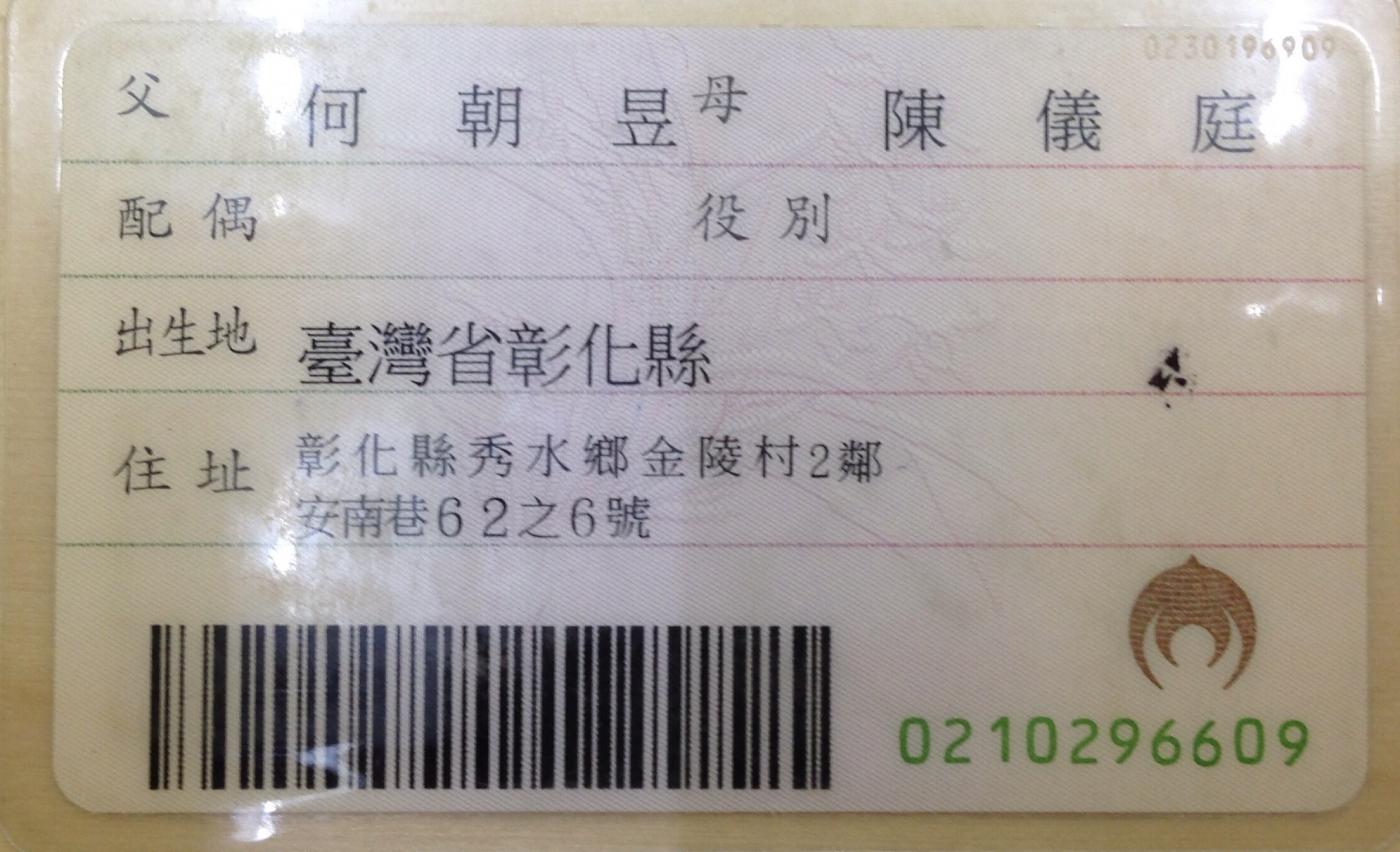 0230196909
父 何朝昱 母 陳儀庭
配偶 役別
出生地 臺灣省彰化縣
住址 彰化縣秀水鄉金陵村2鄰
安南巷62之6號
0210296609